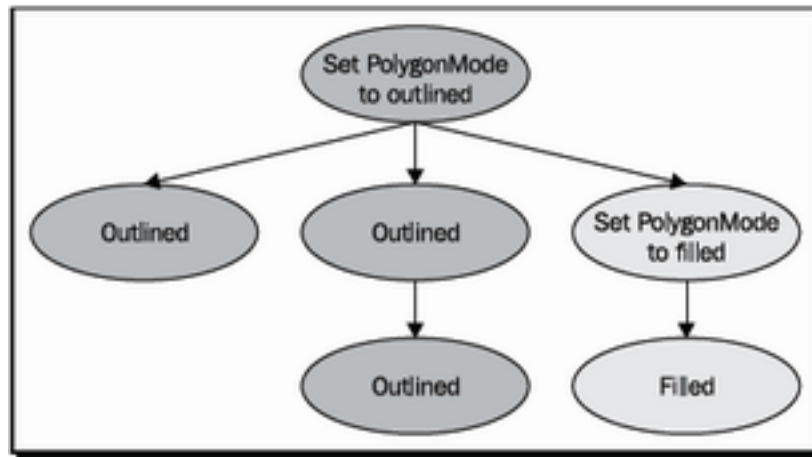 Set PolygonMode
to outlined
Outlined
Outlined
Set PolygonMode
to filled
Outlined
Filled